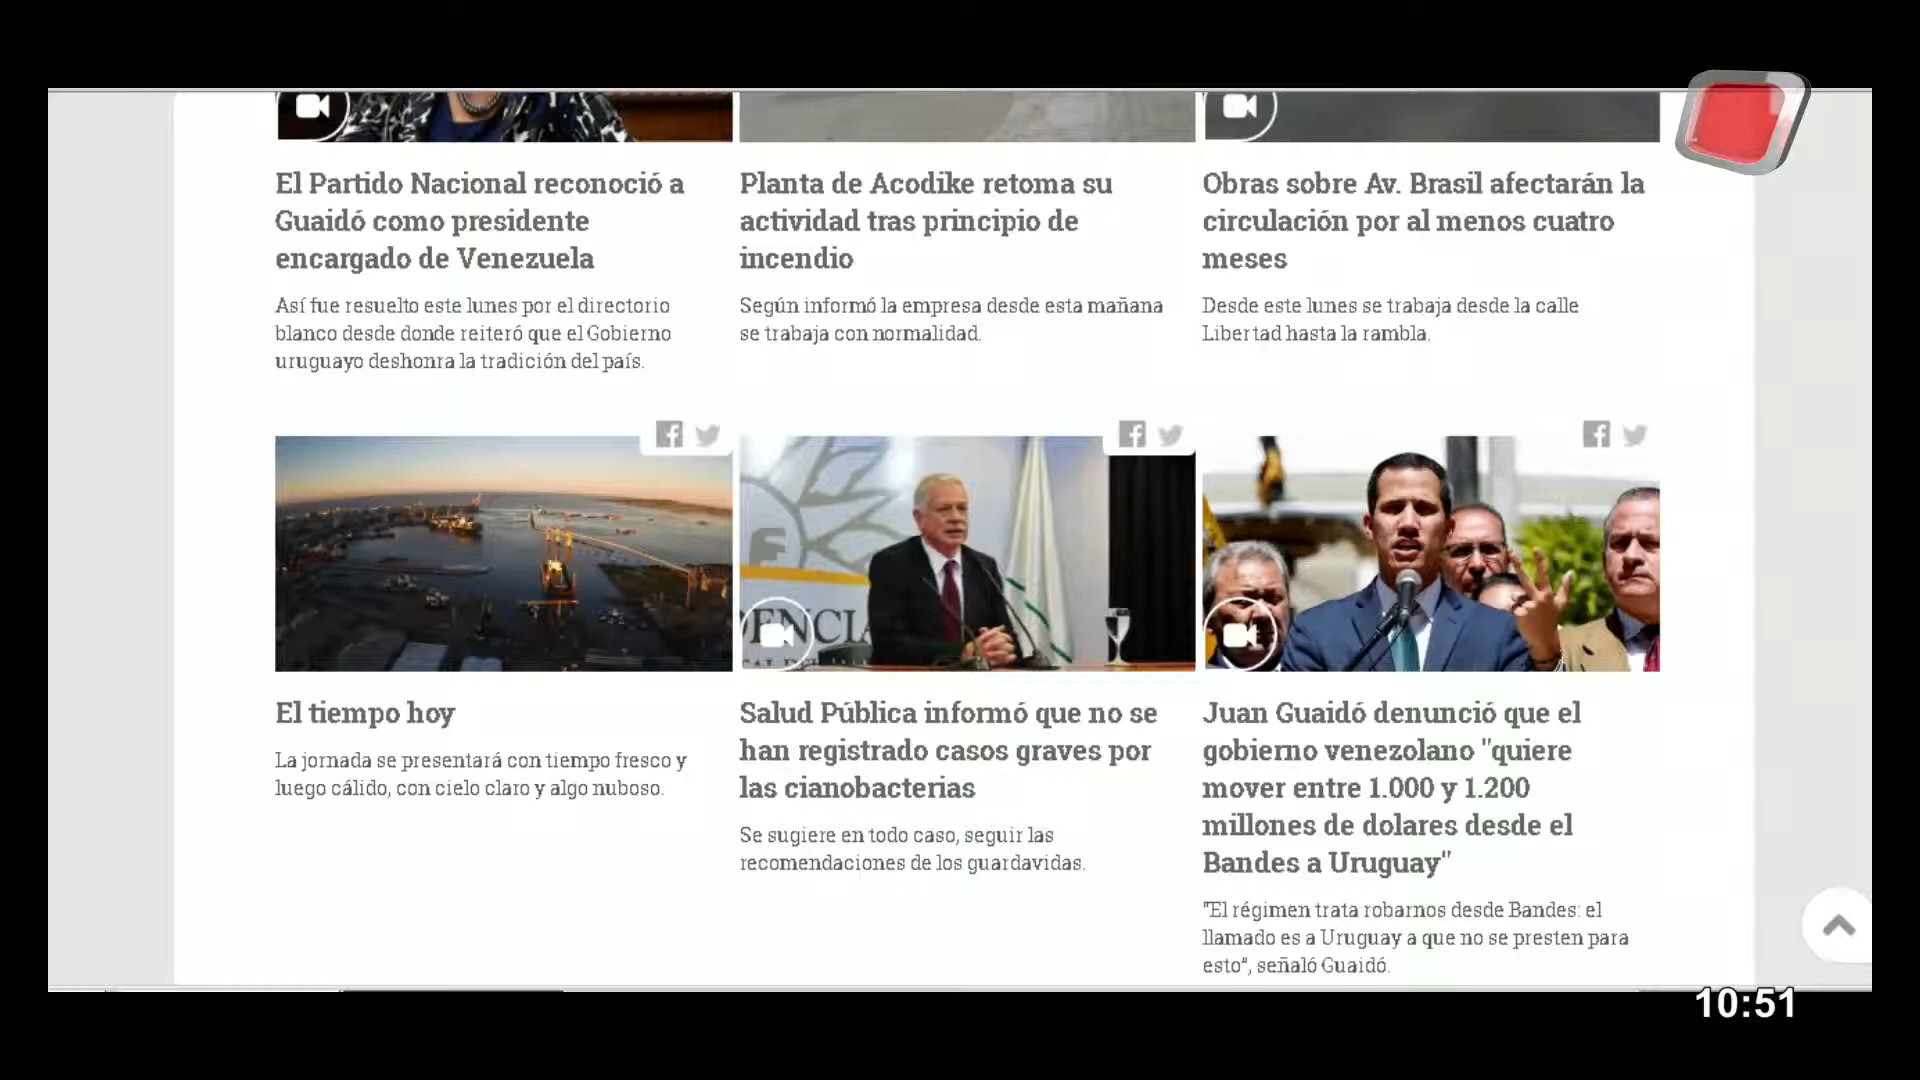 El Partido Nacional reconoció a
Guaidó como presidente
encargado de Venezuela
Así fue resuelto este lunes por el directorio
blanco desde donde reiteró que el Gobierno
uruguayo deshonra la tradición del país.
Planta de Acodike retoma su
actividad tras principio de
incendio
Según informó la empresa desde esta mañana
se trabaja con normalidad.
Obras sobre Av. Brasil afectarán la
circulación por al menos cuatro
meses
Desde este lunes se trabaja desde la calle
Libertad hasta la rambla.
El tiempo hoy
La jornada se presentará con tiempo fresco y
luego cálido, con cielo claro y algo nuboso.
DENCIA
Salud Pública informó que no se
han registrado casos graves por
las cianobacterias
Se sugiere en todo caso, seguir las
recomendaciones de los guardavidas.
Juan Guaidó denunció que el
gobierno venezolano "quiere
mover entre 1.000 y 1.200
millones de dolares desde el
Bandes a Uruguay"
"El régimen trata robarnos desde Bandes: el
llamado es a Uruguay a que no se presten para
esto", señaló Guaidó.
10:51